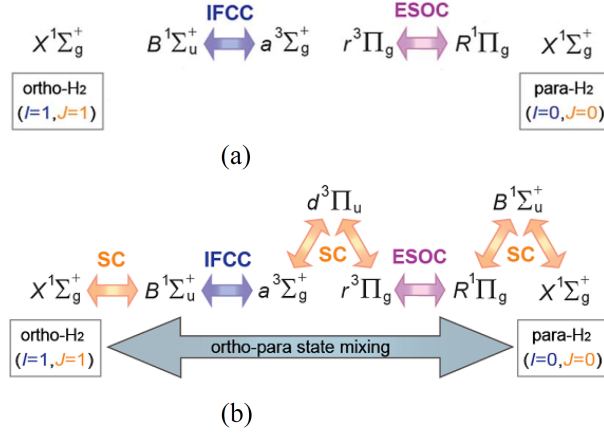 IFCC ESOC
X¹Σg⁺ B¹Σu⁺ a³Σg⁺ r³Πg R¹Πg X¹Σg⁺
ortho-H₂ para-H₂
(I=1,J=1) (I=0,J=0)
(a)
d³Πu B¹Σu⁺
SC IFCC SC ESOC SC
X¹Σg⁺ B¹Σu⁺ a³Σg⁺ r³Πg R¹Πg X¹Σg⁺
ortho-H₂ ortho-para state mixing para-H₂
(I=1,J=1) (I=0,J=0)
(b)